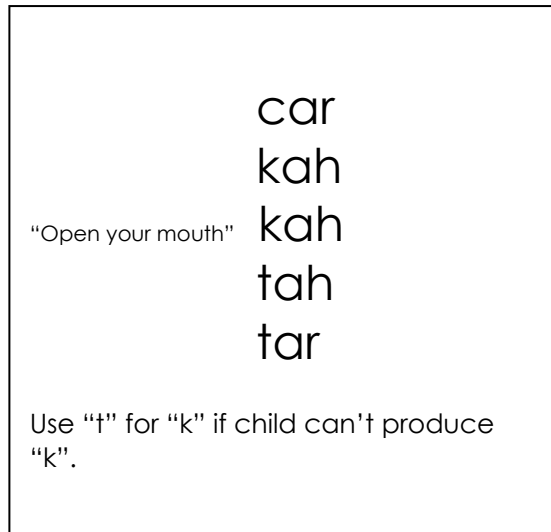 car
kah
“Open your mouth” kah
tah
tar
Use “t” for “k” if child can’t produce
“k”.